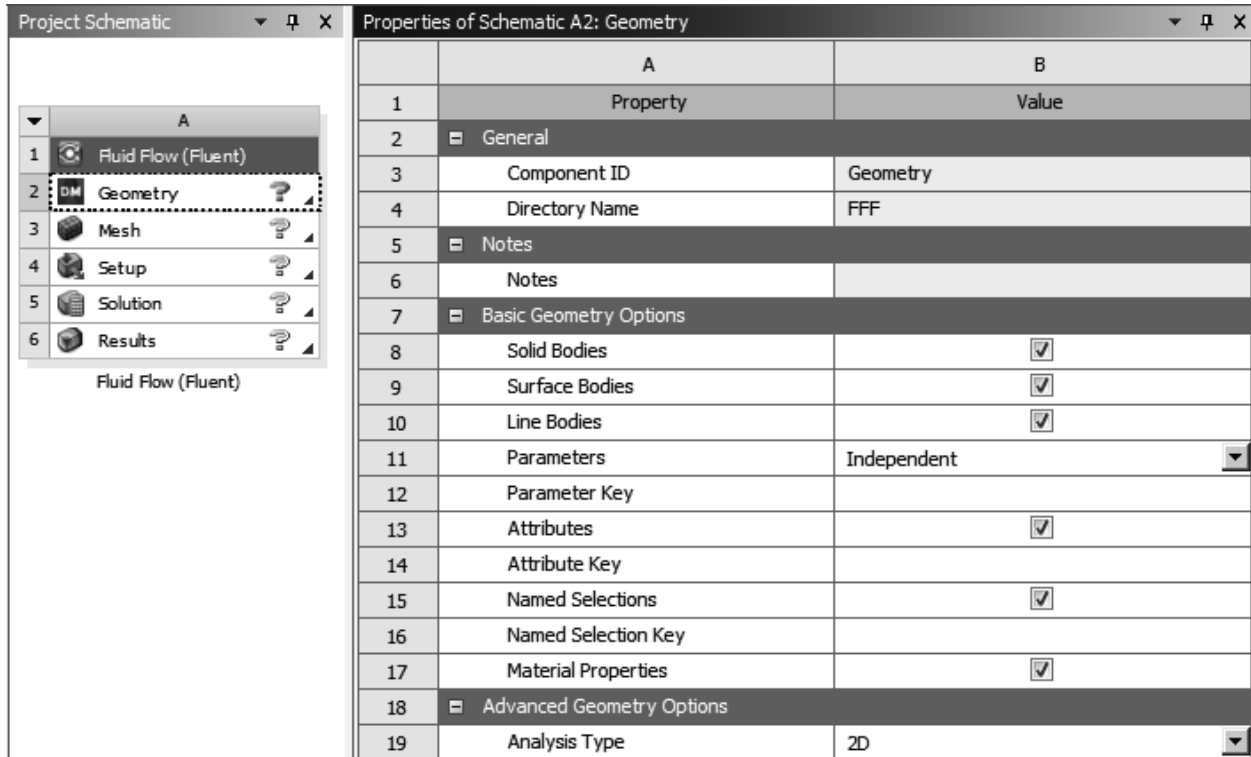 Project Schematic
A
1 Fluid Flow (Fluent)
2 DM Geometry ?
3 Mesh ?
4 Setup ?
5 Solution ?
6 Results ?
Fluid Flow (Fluent)
Properties of Schematic A2: Geometry
A B
1 Property Value
2 General
3 Component ID Geometry
4 Directory Name FFF
5 Notes
6 Notes
7 Basic Geometry Options
8 Solid Bodies
9 Surface Bodies
10 Line Bodies
11 Parameters Independent
12 Parameter Key
13 Attributes
14 Attribute Key
15 Named Selections
16 Named Selection Key
17 Material Properties
18 Advanced Geometry Options
19 Analysis Type 2D